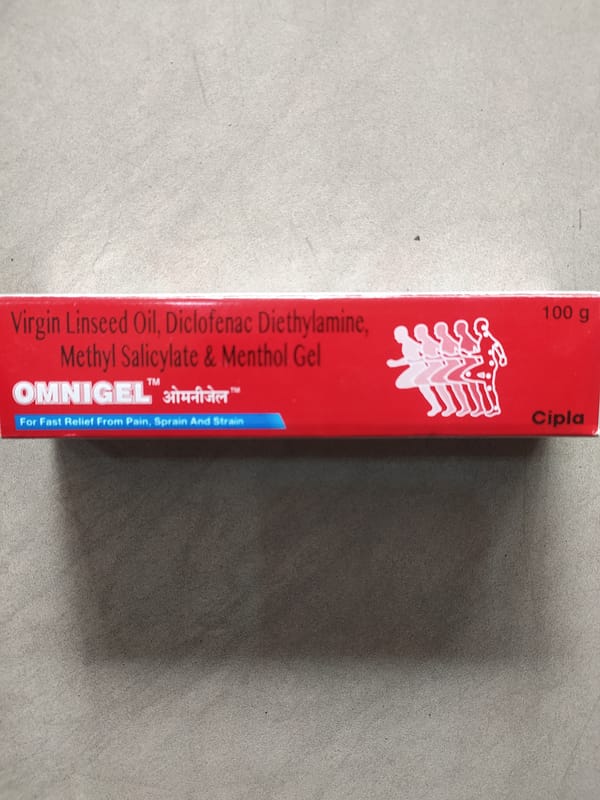 Virgin Linseed Oil, Diclofenac Diethylamine,
Methyl Salicylate & Menthol Gel
OMNIGEL™ ओमनीजेल™
For Fast Relief From Pain, Sprain And Strain
100 g
Cipla